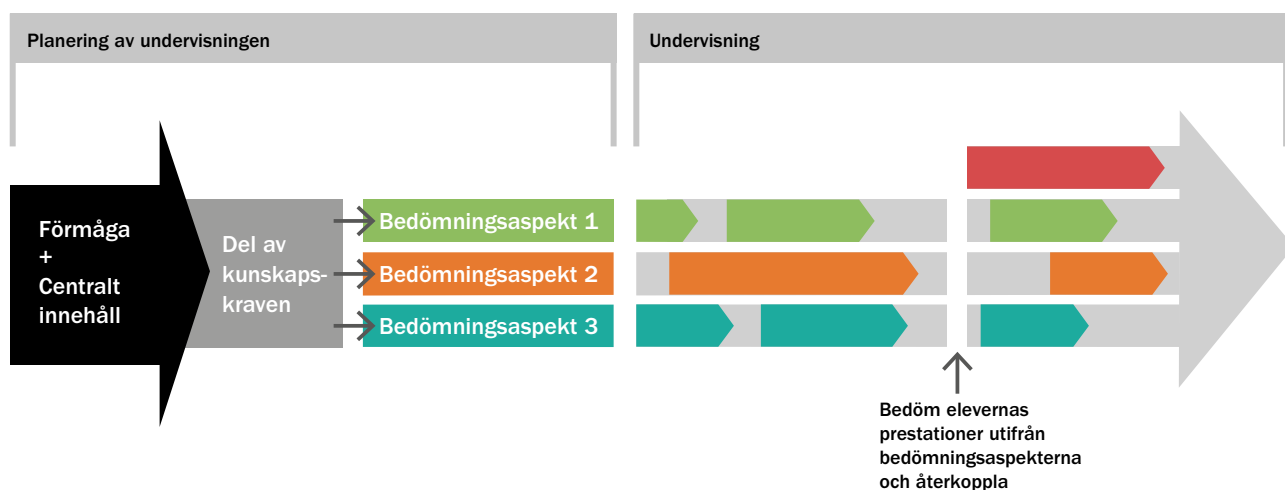 Planering av undervisningen
Undervisning
Förmåga
+
Centralt
innehåll
Del av
kunskaps-
kraven
Bedömningsaspekt 1
Bedömningsaspekt 2
Bedömningsaspekt 3
Bedöm elevernas
prestationer utifrån
bedömningsaspekterna
och återkoppla